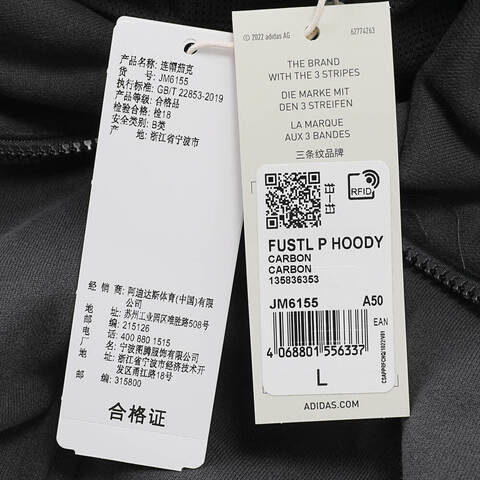 产品名称: 连帽茄克
货 号: JM6155
执行标准: GB/T 22853-2019
产品等级: 合格品
检验合格: 检18
安全类别: B类
产 地: 浙江省宁波市
经 销 商: 阿迪达斯体育(中国)有限公司
地 址: 苏州工业园区唯胜路508号
邮 编: 215126
电 话: 400 880 1515
厂 名: 宁波图腾服饰有限公司
地 址: 浙江省宁波市经济技术开发区甬江路18号
邮 编: 315800
合格证
© 2022 adidas AG 62774263
THE BRAND
WITH THE 3 STRIPES
DIE MARKE MIT
DEN 3 STREIFEN
LA MARQUE
AUX 3 BANDES
三条纹品牌
RFID
FUSTL P HOODY
CARBON
CARBON
135836353
JM6155 A50
EAN
4068801556337
L
ADIDAS.COM